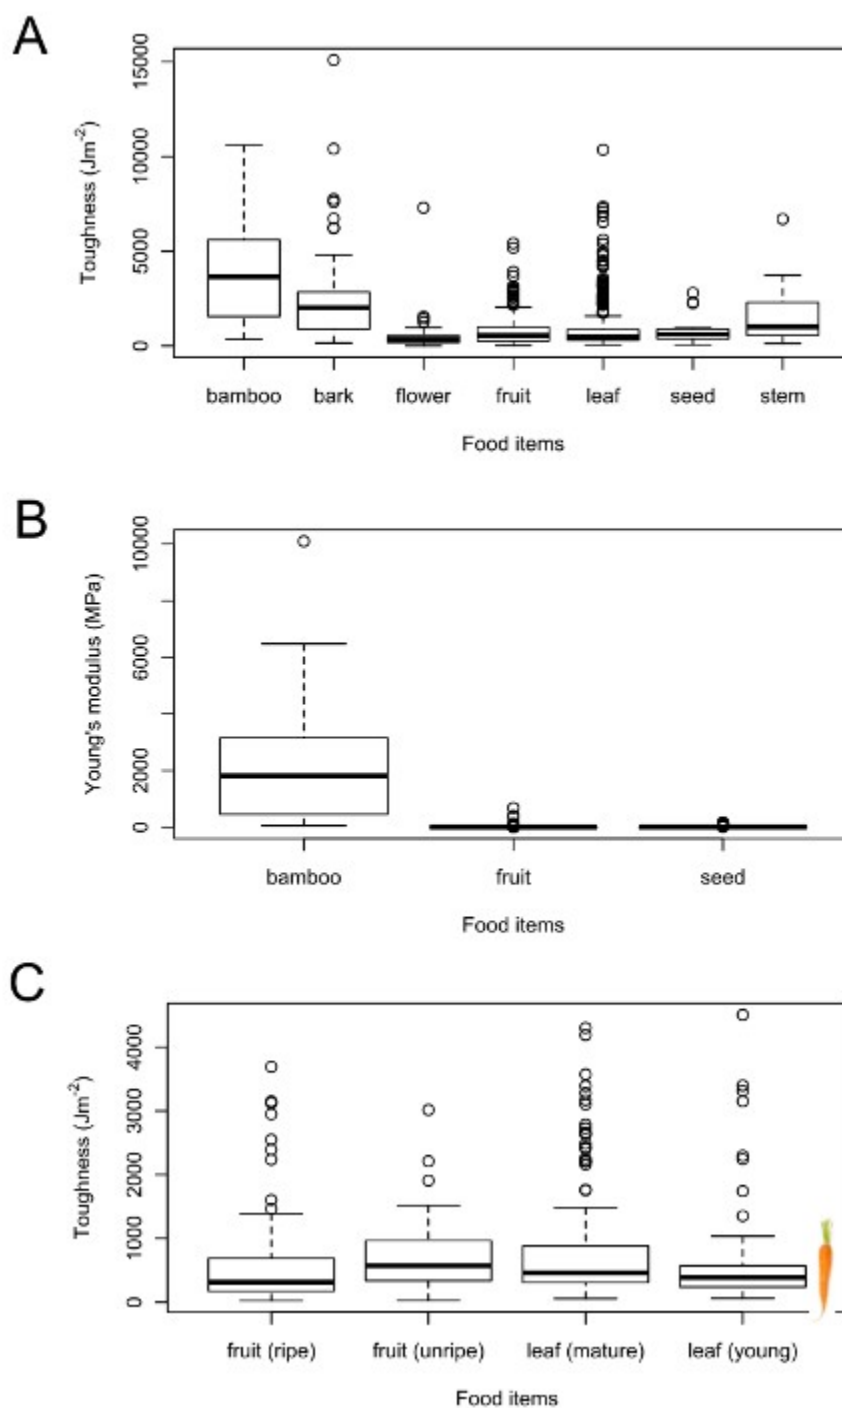 A
Toughness (Jm⁻²)
15000
10000
5000
0
bamboo bark flower fruit leaf seed stem
Food items
B
Young's modulus (MPa)
10000
6000
2000
0
bamboo fruit seed
Food items
C
Toughness (Jm⁻²)
4000
3000
2000
1000
0
fruit (ripe) fruit (unripe) leaf (mature) leaf (young)
Food items